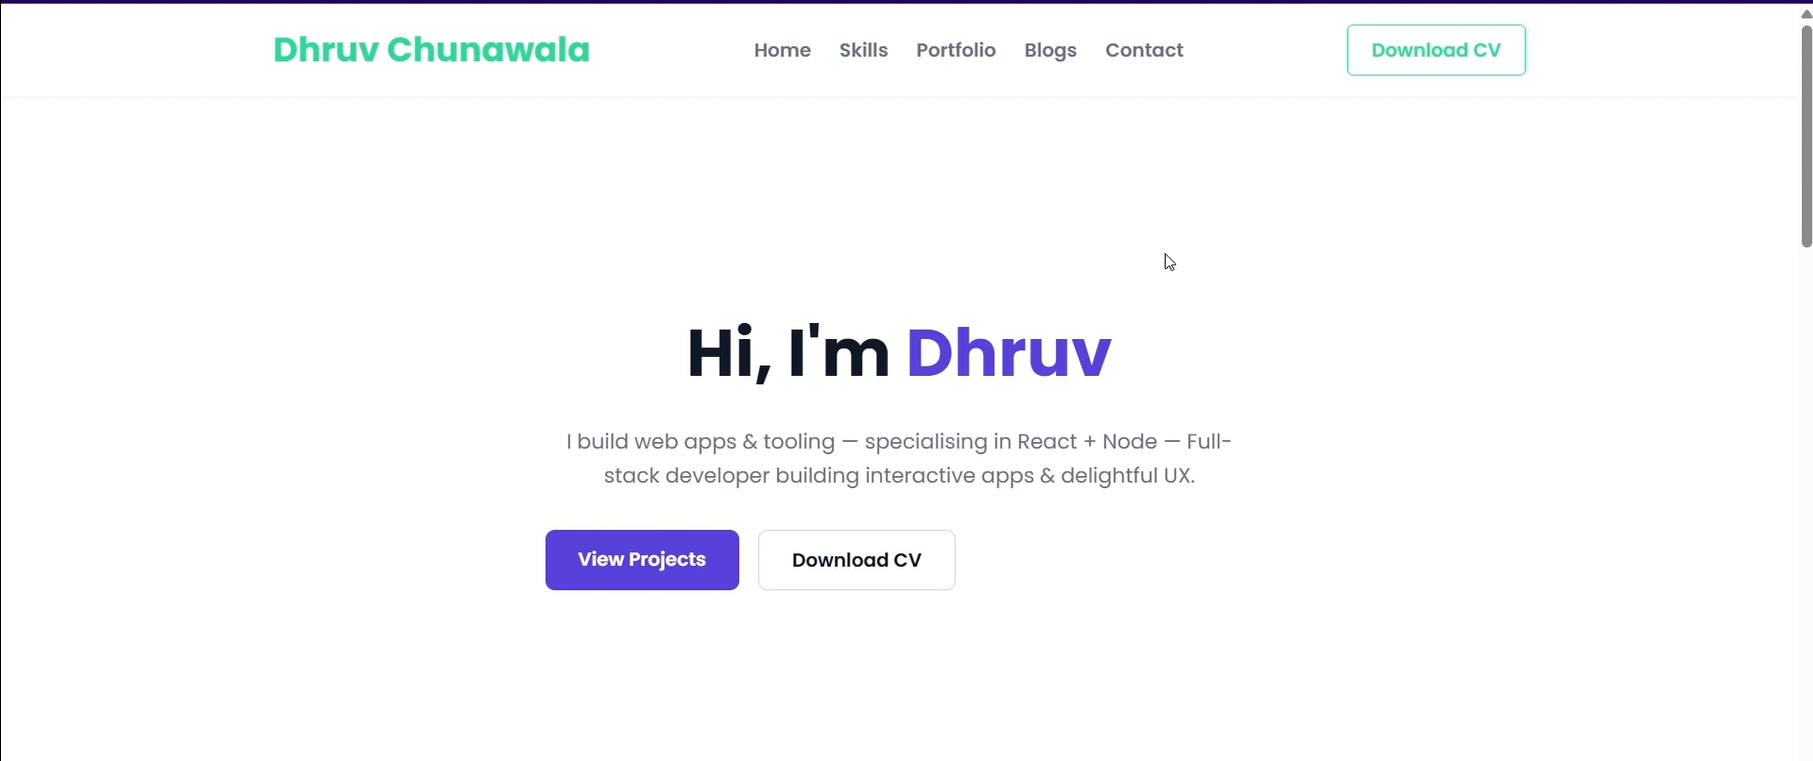 Dhruv Chunawala
Home Skills Portfolio Blogs Contact
Download CV
Hi, I'm Dhruv
I build web apps & tooling — specialising in React + Node — Full-
stack developer building interactive apps & delightful UX.
View Projects
Download CV